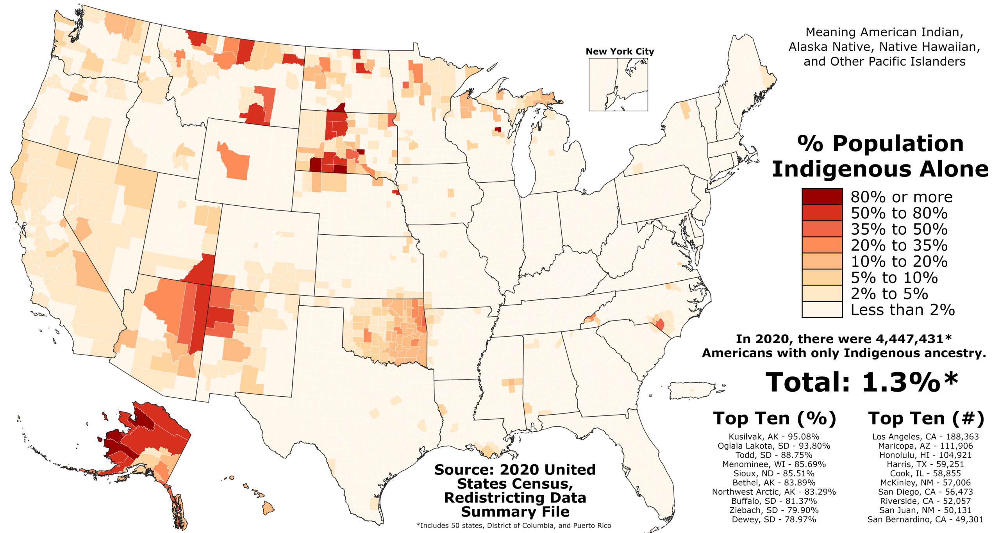 Meaning American Indian,
Alaska Native, Native Hawaiian,
and Other Pacific Islanders
New York City
% Population
Indigenous Alone
80% or more
50% to 80%
35% to 50%
20% to 35%
10% to 20%
5% to 10%
2% to 5%
Less than 2%
In 2020, there were 4,447,431*
Americans with only Indigenous ancestry.
Total: 1.3%*
Top Ten (%)
Kusilvak, AK - 95.08%
Oglala Lakota, SD - 93.80%
Todd, SD - 88.75%
Menominee, WI - 85.69%
Sioux, ND - 85.51%
Bethel, AK - 83.89%
Northwest Arctic, AK - 83.29%
Buffalo, SD - 81.37%
Ziebach, SD - 79.90%
Dewey, SD - 78.97%
Top Ten (#)
Los Angeles, CA - 188,363
Maricopa, AZ - 111,906
Honolulu, HI - 104,921
Harris, TX - 59,251
Cook, IL - 58,855
McKinley, NM - 57,006
San Diego, CA - 56,473
Riverside, CA - 52,057
San Juan, NM - 50,131
San Bernardino, CA - 49,301
Source: 2020 United
States Census,
Redistricting Data
Summary File
*Includes 50 states, District of Columbia, and Puerto Rico